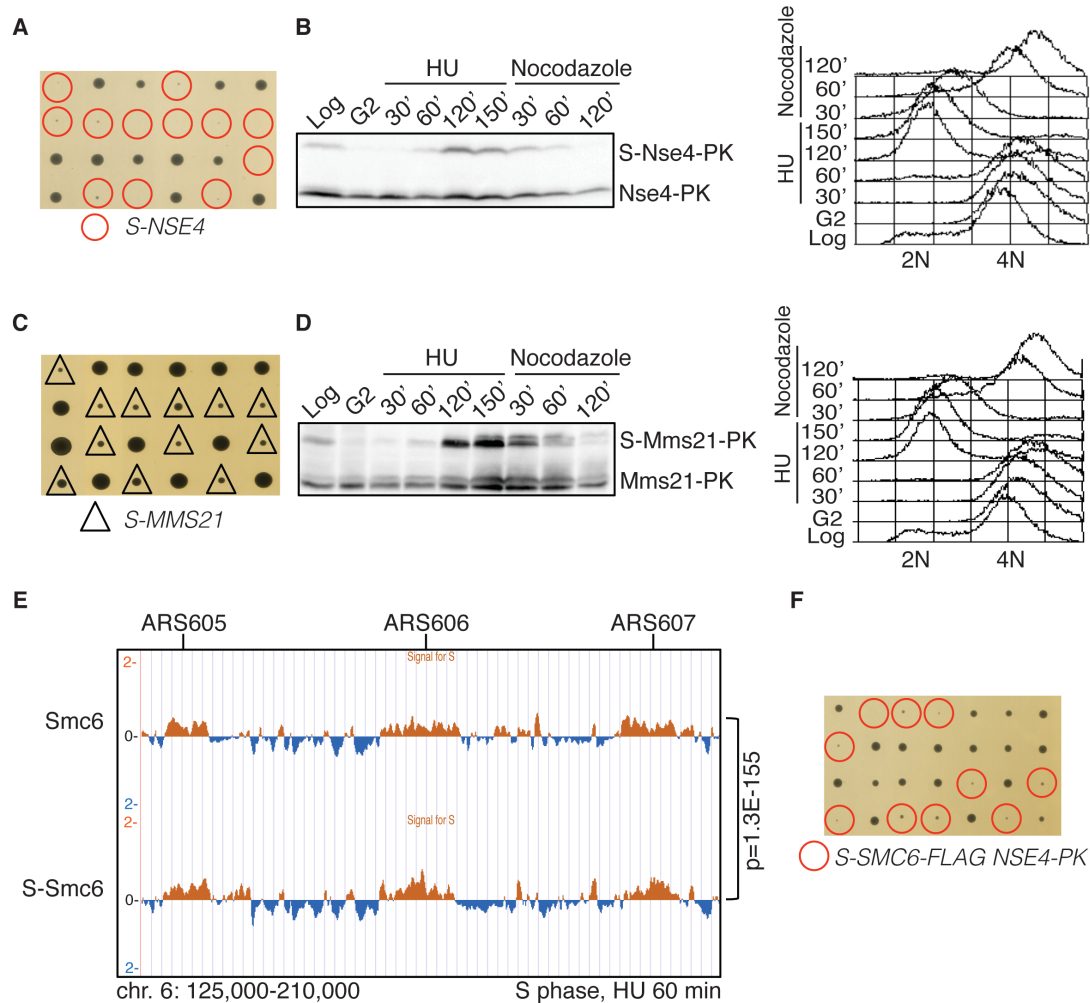 A
S-NSE4
B
HU
Nocodazole
Log
G2
30’
60’
120’
150’
30’
60’
120’
S-Nse4-PK
Nse4-PK
Nocodazole
HU
120’
60’
30’
150’
120’
60’
30’
G2
Log
2N
4N
C
S-MMS21
D
HU
Nocodazole
Log
G2
30’
60’
120’
150’
30’
60’
120’
S-Mms21-PK
Mms21-PK
Nocodazole
HU
120’
60’
30’
150’
120’
60’
30’
G2
Log
2N
4N
E
ARS605
ARS606
ARS607
2-
Signal for S
Smc6
0-
2-
2-
Signal for S
S-Smc6
0-
2-
p=1.3E-155
chr. 6: 125,000-210,000
S phase, HU 60 min
F
S-SMC6-FLAG NSE4-PK